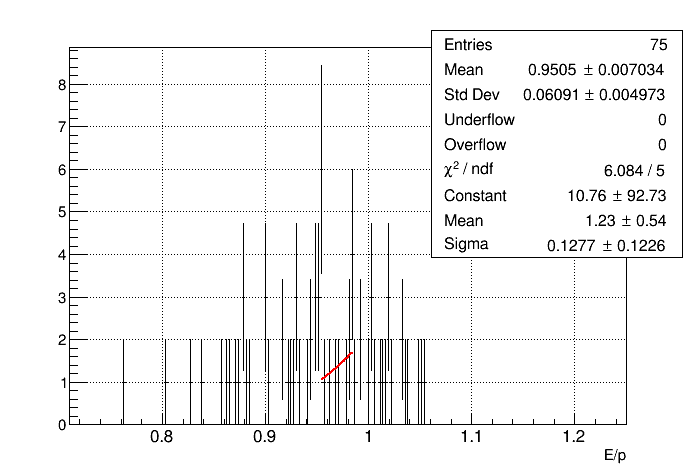 Entries 75
Mean 0.9505 ± 0.007034
Std Dev 0.06091 ± 0.004973
Underflow 0
Overflow 0
χ² / ndf 6.084 / 5
Constant 10.76 ± 92.73
Mean 1.23 ± 0.54
Sigma 0.1277 ± 0.1226
8
7
6
5
4
3
2
1
0
0.8 0.9 1 1.1 1.2
E/p